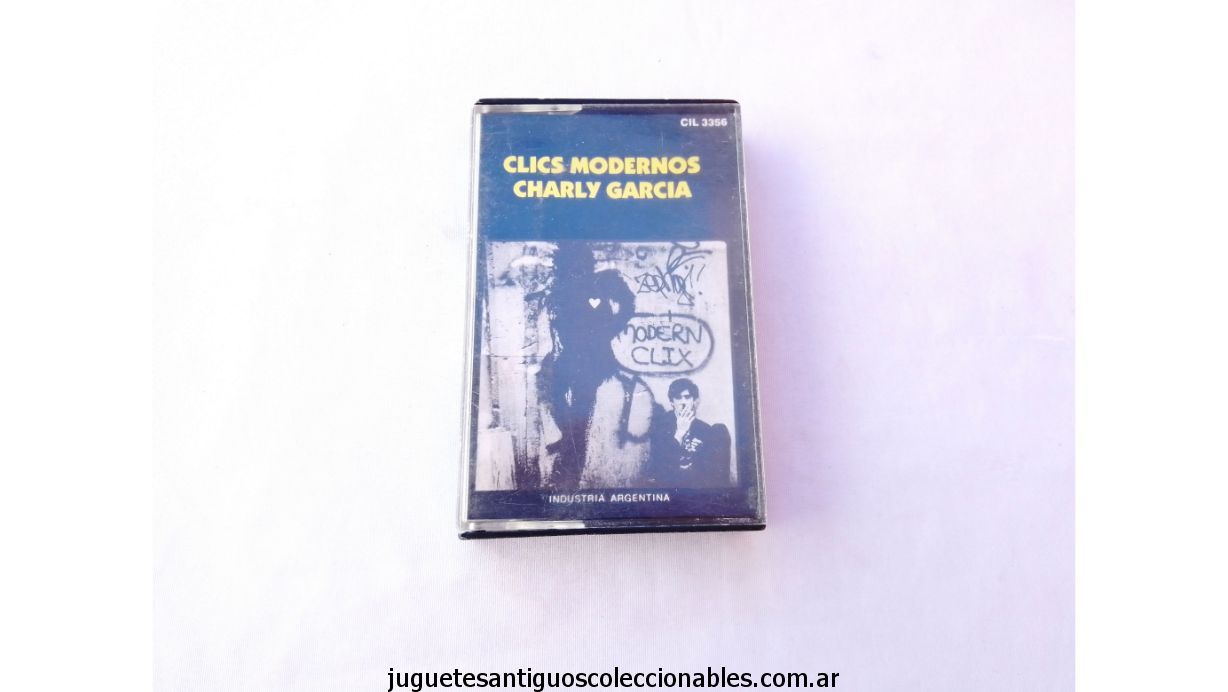 CIL 3356
CLICS MODERNOS
CHARLY GARCIA
MODERN
CLIX
INDUSTRIA ARGENTINA
juguetesantiguoscoleccionables.com.ar